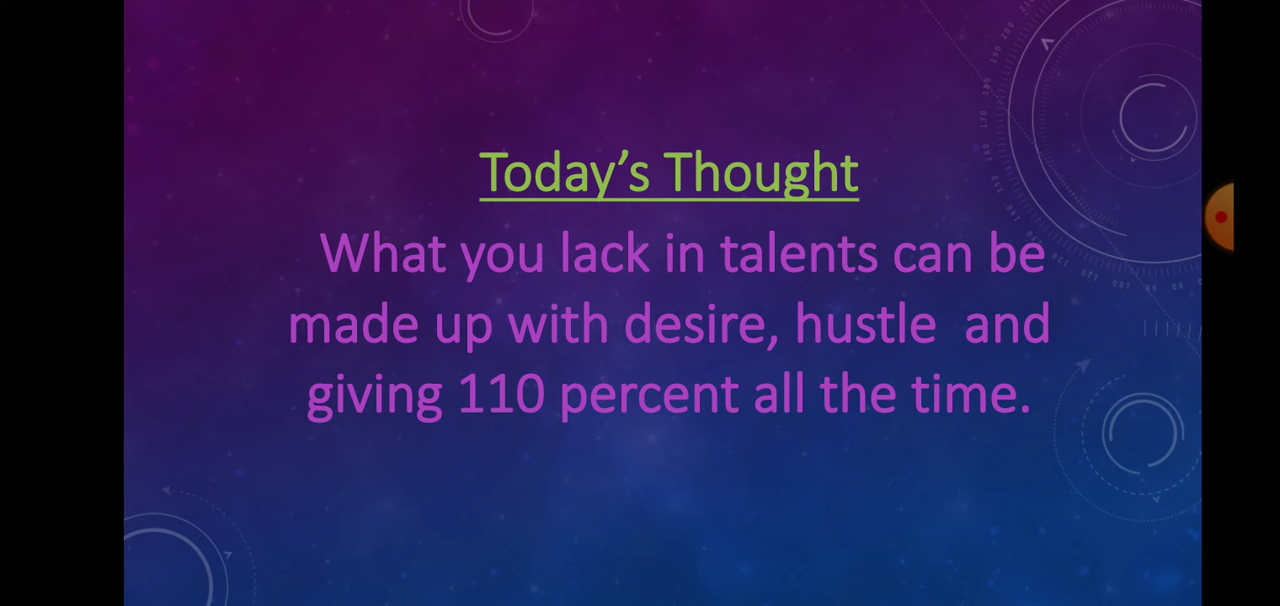 Today's Thought
What you lack in talents can be
made up with desire, hustle  and
giving 110 percent all the time.